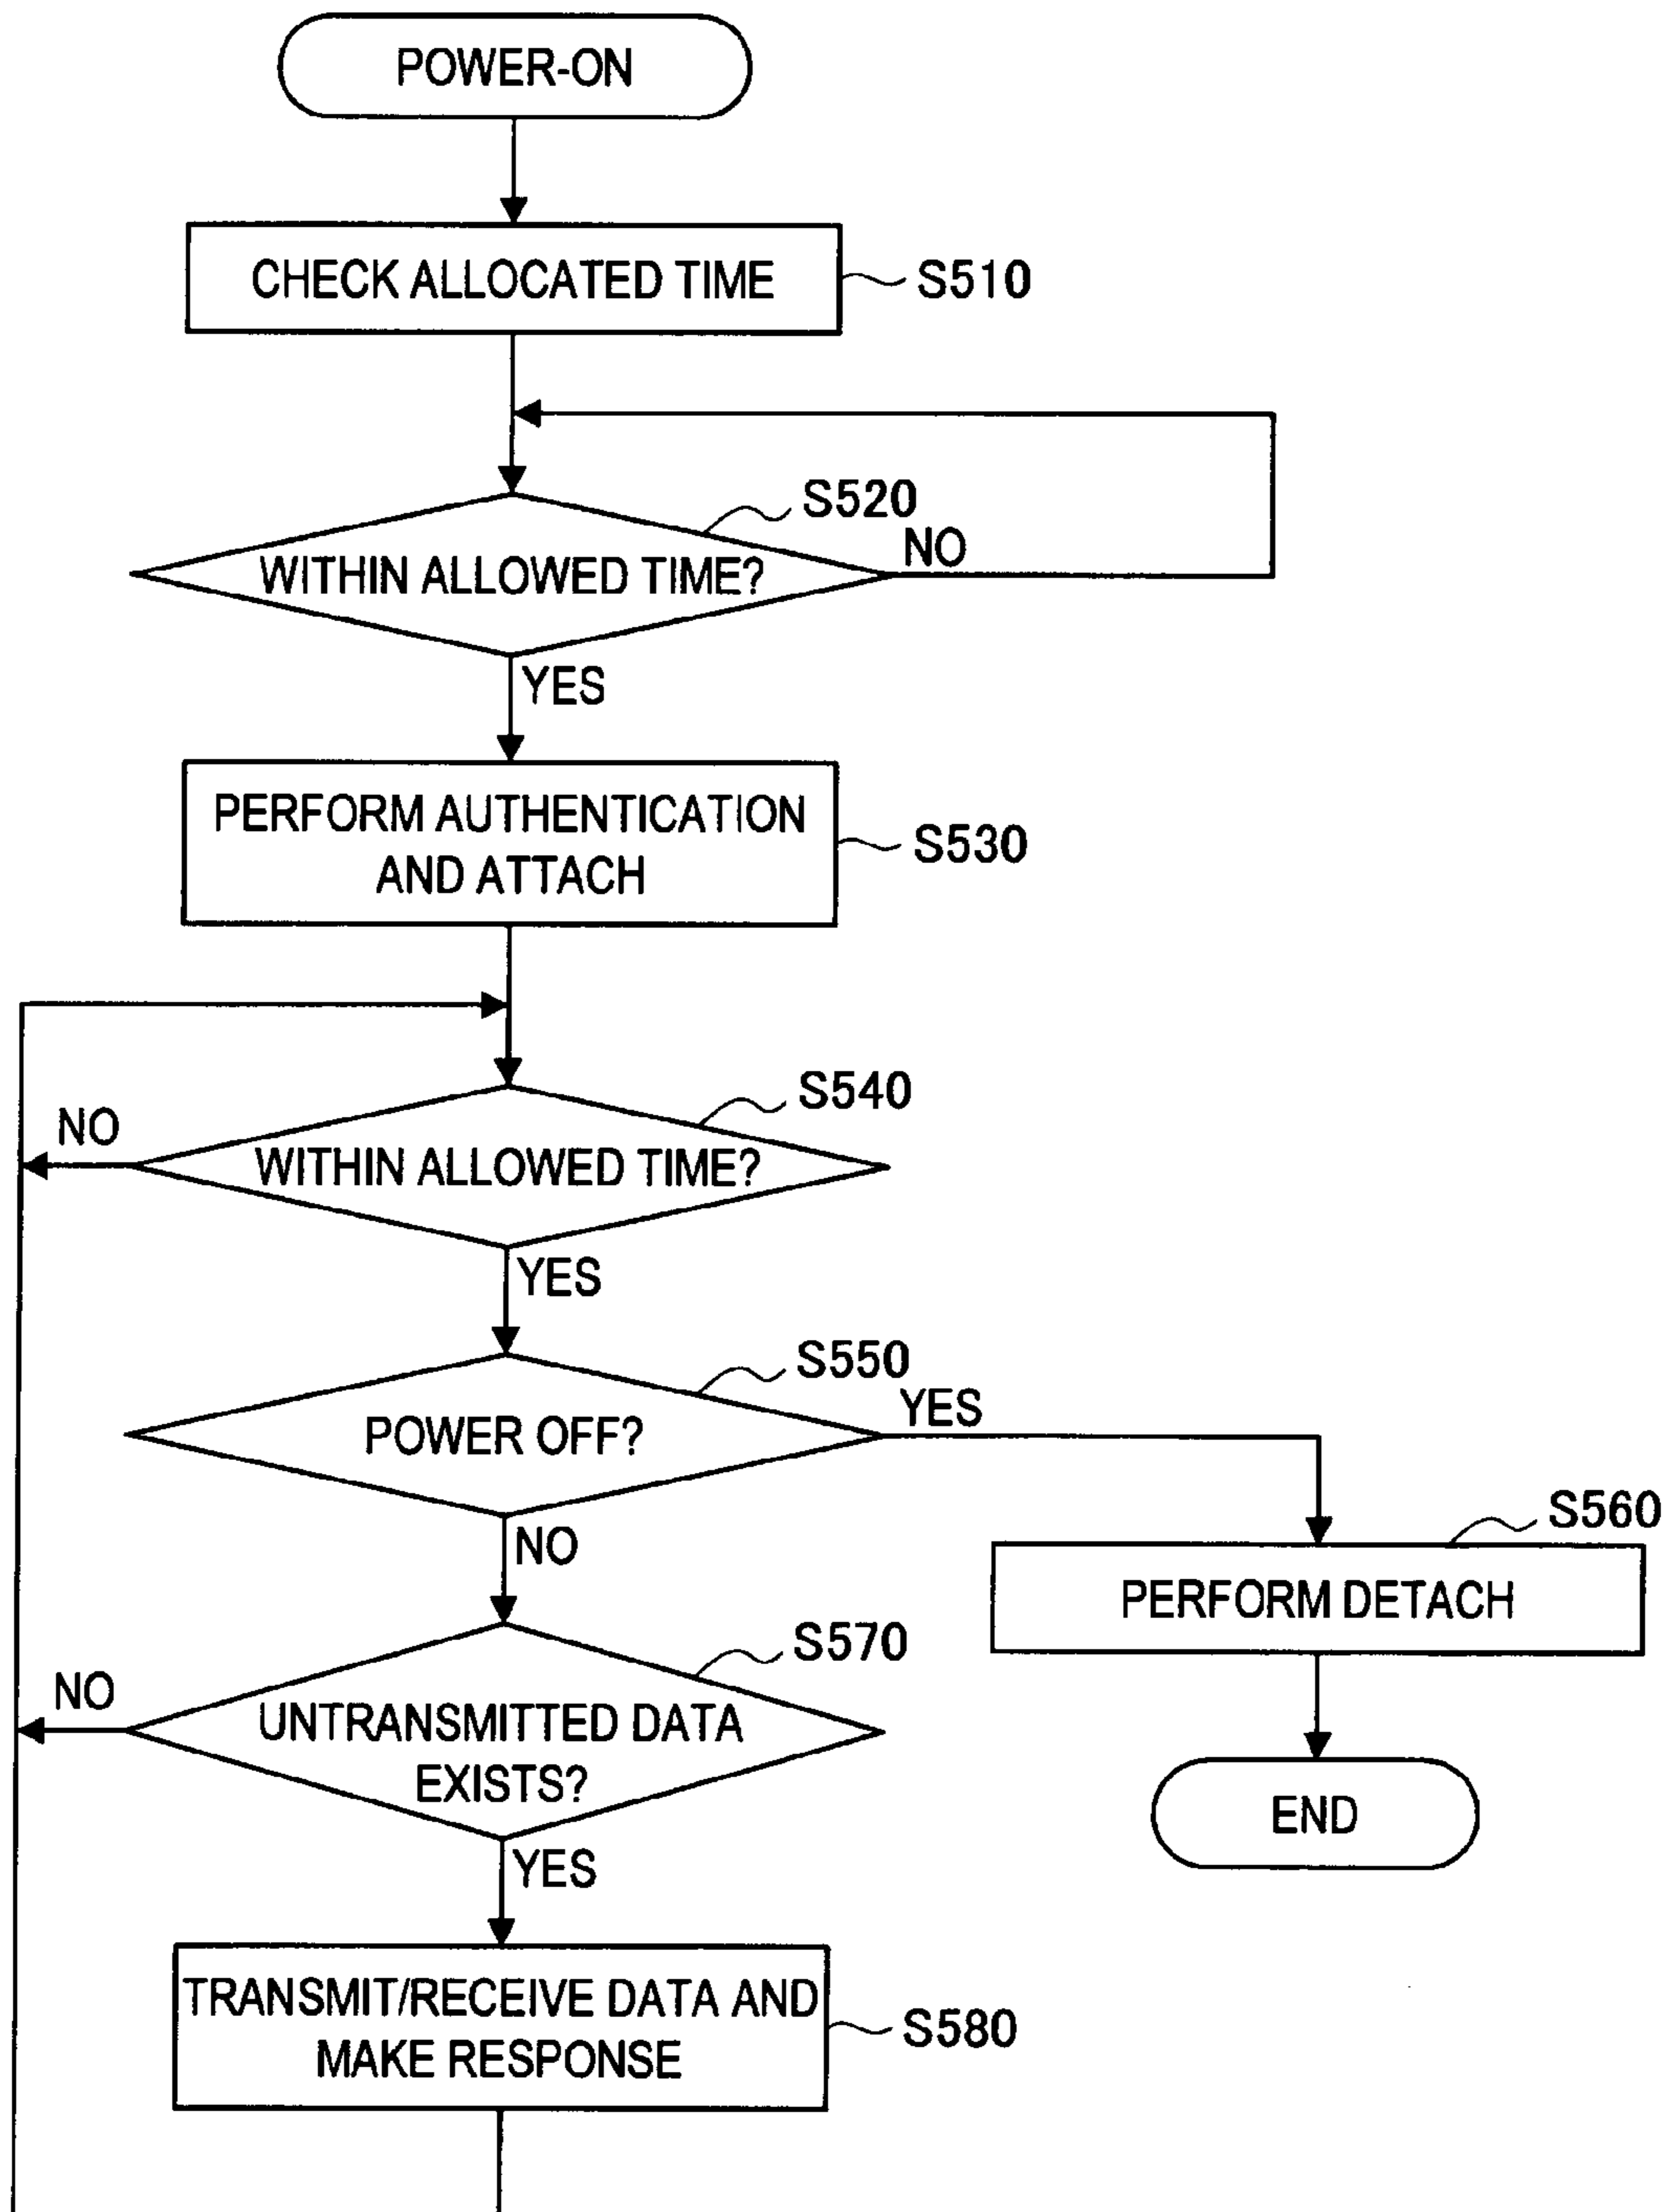 POWER-ON
CHECK ALLOCATED TIME
S510
S520
WITHIN ALLOWED TIME?
NO
YES
PERFORM AUTHENTICATION
AND ATTACH
S530
S540
NO
WITHIN ALLOWED TIME?
YES
S550
POWER OFF?
YES
NO
S560
PERFORM DETACH
S570
NO
UNTRANSMITTED DATA
EXISTS?
END
YES
TRANSMIT/RECEIVE DATA AND
MAKE RESPONSE
S580